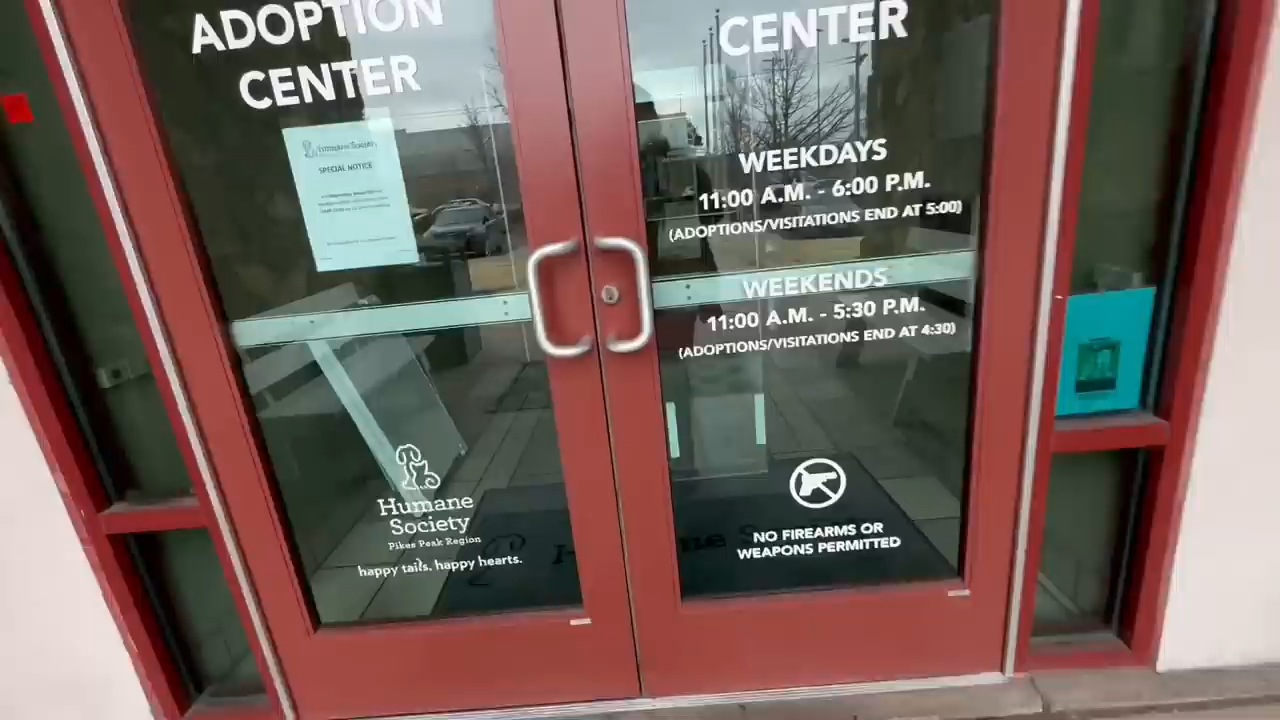 ADOPTION
CENTER
Humane Society
SPECIAL NOTICE
Humane
Society
Pikes Peak Region
happy tails. happy hearts.
CENTER
WEEKDAYS
11:00 A.M. - 6:00 P.M.
(ADOPTIONS/VISITATIONS END AT 5:00)
WEEKENDS
11:00 A.M. - 5:30 P.M.
(ADOPTIONS/VISITATIONS END AT 4:30)
NO FIREARMS OR
WEAPONS PERMITTED